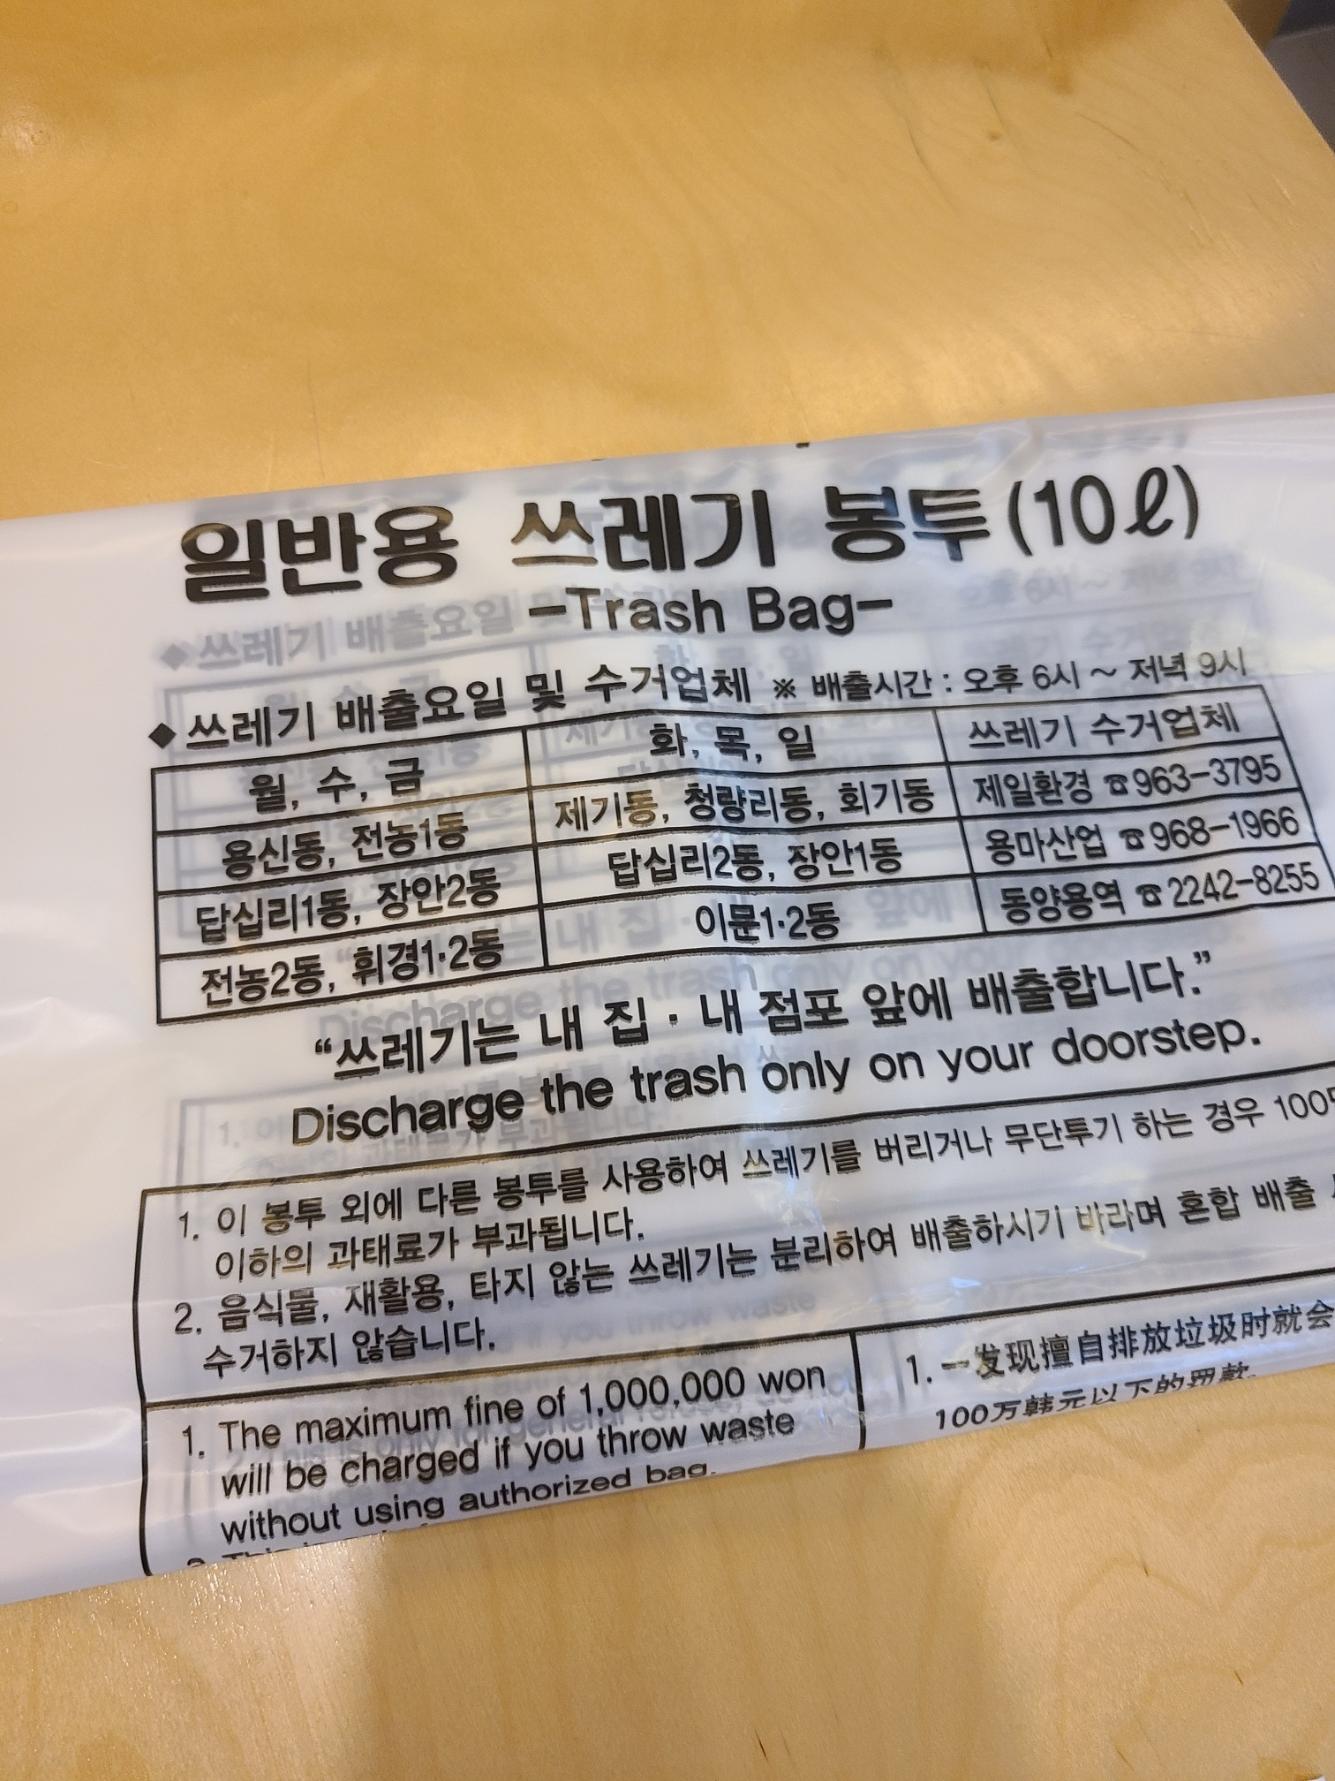 일반용 쓰레기 봉투(10ℓ)
-Trash Bag-
◆쓰레기 배출요일 및 수거업체 ※ 배출시간 : 오후 6시 ~ 저녁 9시
월, 수, 금 화, 목, 일 쓰레기 수거업체
용신동, 전농1동 제기동, 청량리동, 회기동 제일환경 ☎963-3795
답십리1동, 장안2동 답십리2동, 장안1동 용마산업 ☎968-1966
전농2동, 휘경1·2동 이문1·2동 동양용역 ☎2242-8255
“쓰레기는 내 집 · 내 점포 앞에 배출합니다.”
Discharge the trash only on your doorstep.
1. 이 봉투 외에 다른 봉투를 사용하여 쓰레기를 버리거나 무단투기 하는 경우 100
이하의 과태료가 부과됩니다.
2. 음식물, 재활용, 타지 않는 쓰레기는 분리하여 배출하시기 바라며 혼합 배출
수거하지 않습니다.
1. The maximum fine of 1,000,000 won
will be charged if you throw waste
without using authorized bag.
1. 一发现擅自排放垃圾时就会
100万韩元以下的罚款.